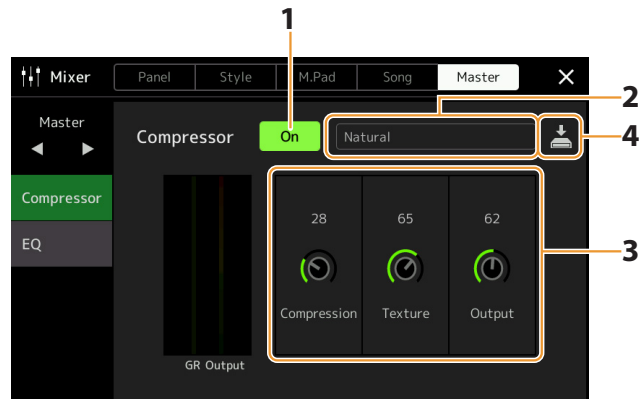 1
Mixer Panel Style M.Pad Song Master ×
2
Master
Compressor On Natural
4
Compressor
28 65 62
EQ
3
Compression Texture Output
GR Output